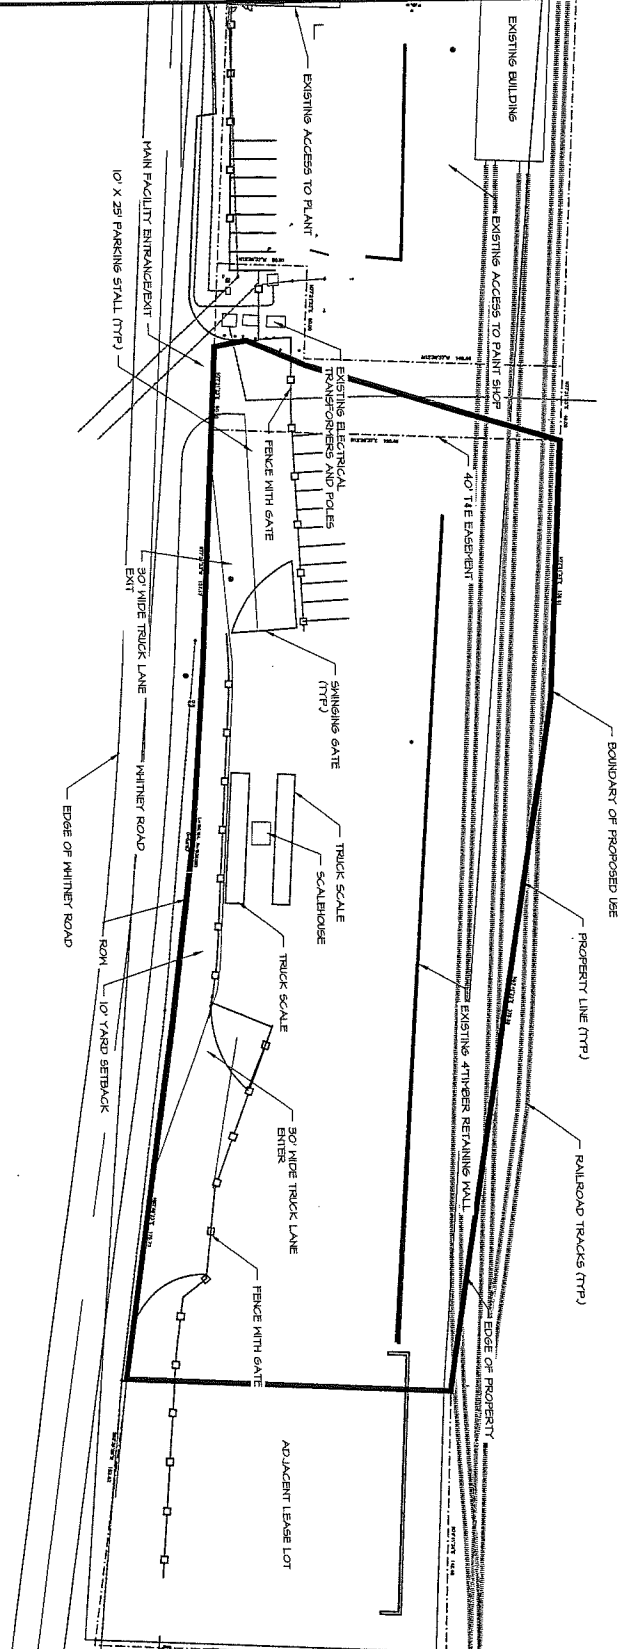 EXISTING BUILDING
EXISTING ACCESS TO PLANT
EXISTING ACCESS TO PAINT SHOP
MAIN FACILITY ENTRANCE/EXIT
10' X 25' PARKING STALL (TYP.)
EXISTING ELECTRICAL
TRANSFORMERS AND POLES
FENCE WITH GATE
40' T&E EASEMENT
30' WIDE TRUCK LANE
EXIT
SWINGING GATE
(TYP.)
BOUNDARY OF PROPOSED USE
WHITNEY ROAD
EDGE OF WHITNEY ROAD
TRUCK SCALE
SCALEHOUSE
TRUCK SCALE
PROPERTY LINE (TYP.)
ROW
10' YARD SETBACK
EXISTING 4' TIMBER RETAINING WALL
RAILROAD TRACKS (TYP.)
30' WIDE TRUCK LANE
ENTER
FENCE WITH GATE
EDGE OF PROPERTY
ADJACENT LEASE LOT